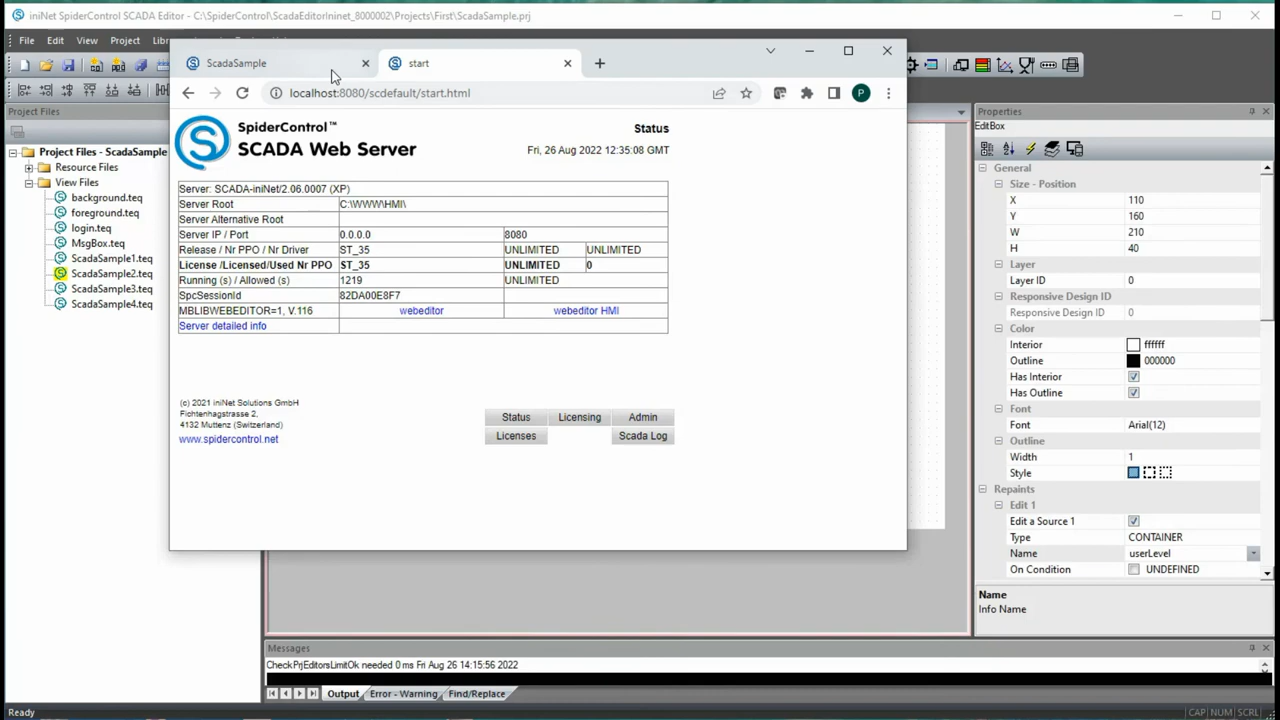 iniNet SpiderControl SCADA Editor - C:\SpiderControl\ScadaEditorIninet_8000002\Projects\First\ScadaSample.prj
File Edit View Project Lib
Project Files
Project Files - ScadaSample
Resource Files
View Files
background.teq
foreground.teq
login.teq
MsgBox.teq
ScadaSample1.teq
ScadaSample2.teq
ScadaSample3.teq
ScadaSample4.teq
ScadaSample
start
localhost:8080/scdefault/start.html
P
SpiderControl™
SCADA Web Server
Status
Fri, 26 Aug 2022 12:35:08 GMT
Server: SCADA-iniNet/2.06.0007 (XP)
Server Root C:\WWW\HMI\
Server Alternative Root
Server IP / Port 0.0.0.0 8080
Release / Nr PPO / Nr Driver ST_35 UNLIMITED UNLIMITED
License /Licensed/Used Nr PPO ST_35 UNLIMITED 0
Running (s) / Allowed (s) 1219 UNLIMITED
SpcSessionId 82DA00E8F7
MBLIBWEBEDITOR=1, V.116 webeditor webeditor HMI
Server detailed info
(c) 2021 iniNet Solutions GmbH
Fichtenhagstrasse 2,
4132 Muttenz (Switzerland)
www.spidercontrol.net
Status Licensing Admin
Licenses Scada Log
Properties
EditBox
General
Size - Position
X 110
Y 160
W 210
H 40
Layer
Layer ID 0
Responsive Design ID
Responsive Design ID 0
Color
Interior ffffff
Outline 000000
Has Interior
Has Outline
Font
Font Arial(12)
Outline
Width 1
Style
Repaints
Edit 1
Edit a Source 1
Type CONTAINER
Name userLevel
On Condition UNDEFINED
Name
Info Name
Messages
CheckPrjEditorsLimitOk needed 0 ms Fri Aug 26 14:15:56 2022
Output Error - Warning Find/Replace
Ready
CAP NUM SCRL